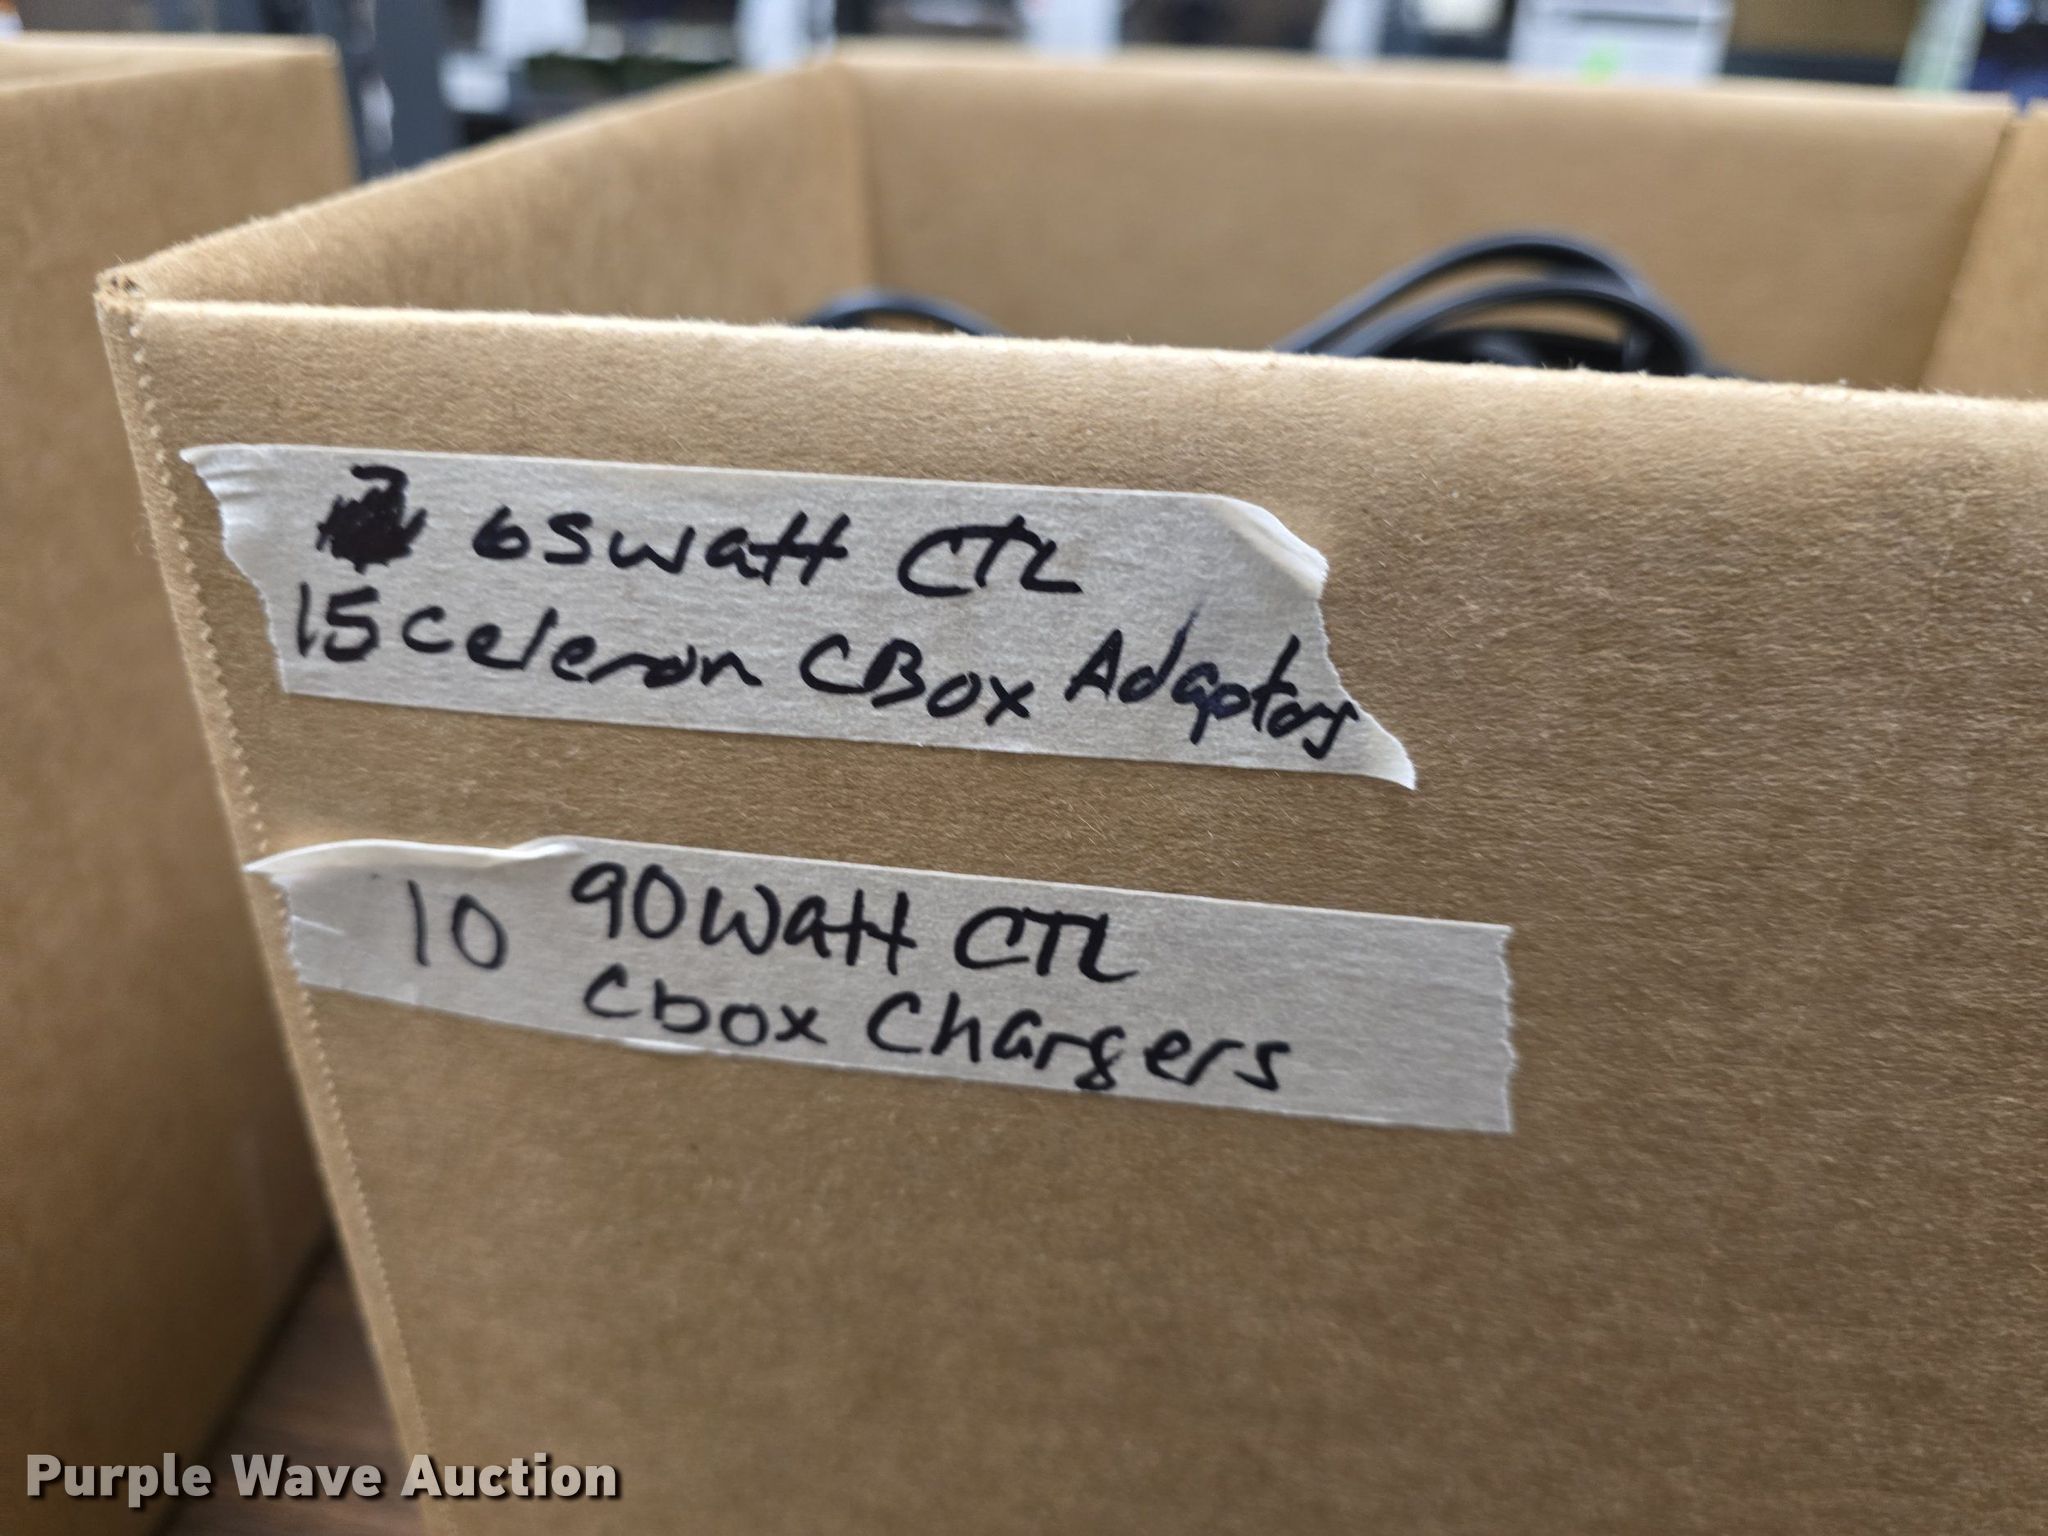 65watt CTL
15 Celeron CBox Adaptors
10 90watt CTL
Cbox Chargers
Purple Wave Auction